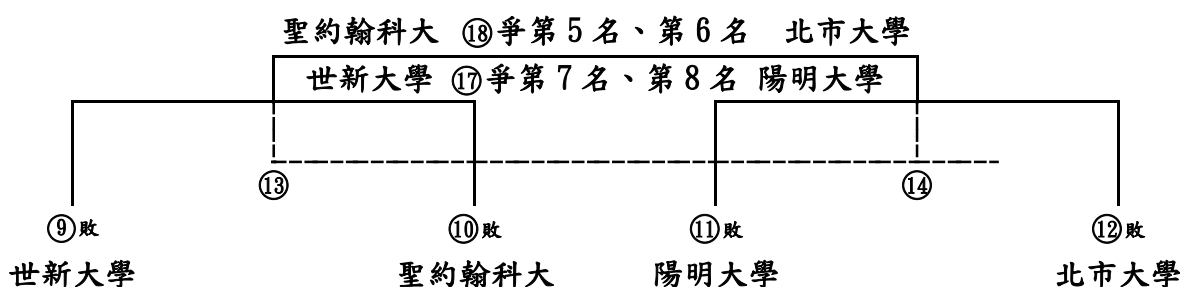 聖約翰科大 ⑱爭第5名、第6名 北市大學
世新大學 ⑰爭第7名、第8名 陽明大學
⑬ ⑭
⑨敗 ⑩敗 ⑪敗 ⑫敗
世新大學 聖約翰科大 陽明大學 北市大學